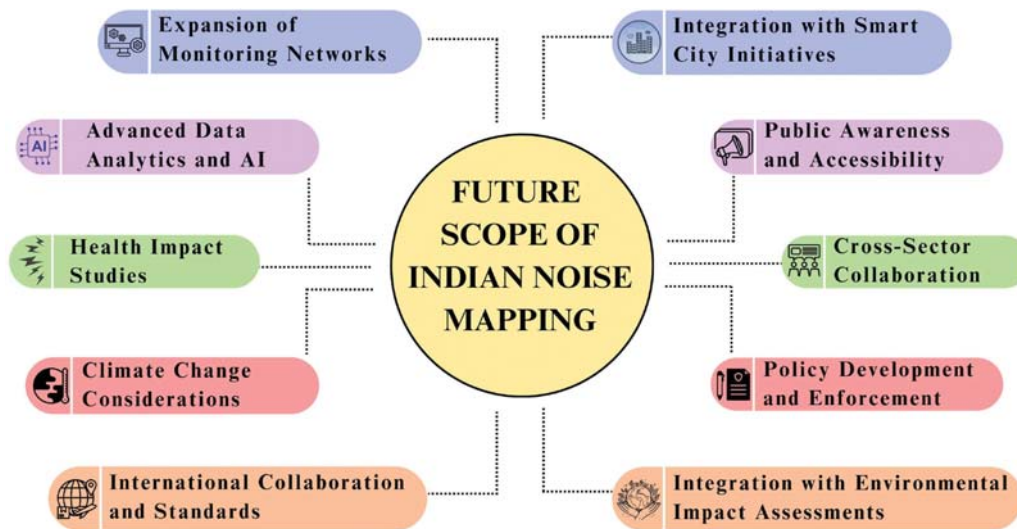 Expansion of
Monitoring Networks
Integration with Smart
City Initiatives
AI
Advanced Data
Analytics and AI
Public Awareness
and Accessibility
FUTURE
SCOPE OF
INDIAN NOISE
MAPPING
Health Impact
Studies
Cross-Sector
Collaboration
Climate Change
Considerations
Policy Development
and Enforcement
International Collaboration
and Standards
Integration with Environmental
Impact Assessments